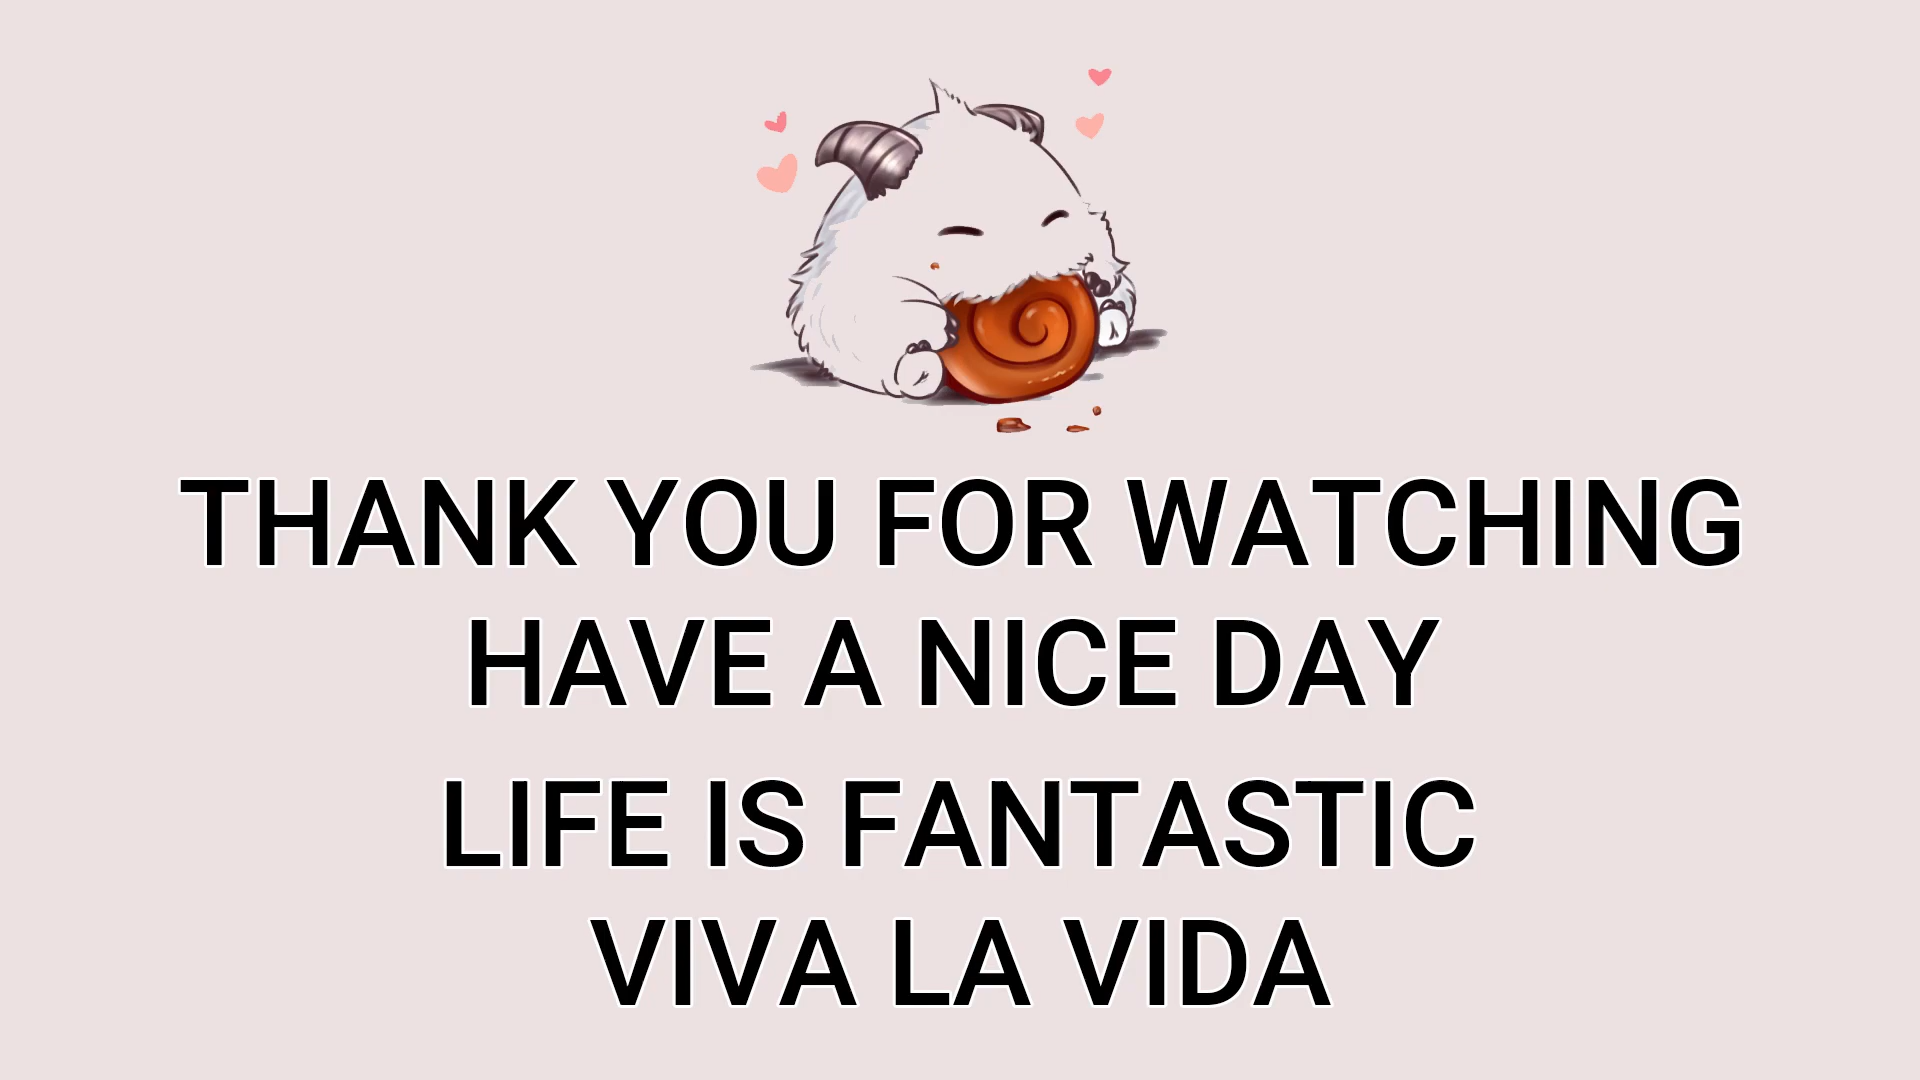 THANK YOU FOR WATCHING
HAVE A NICE DAY
LIFE IS FANTASTIC
VIVA LA VIDA